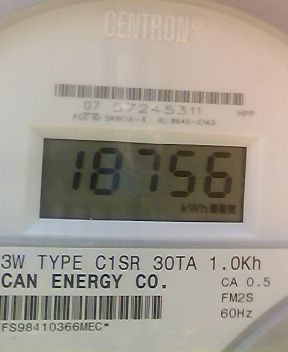 CENTRON®
07 57245311 HPP
18756
kWh
3W TYPE C1SR 30TA 1.0Kh
CAN ENERGY CO. CA 0.5
FM2S
60Hz
FS98410366MEC*